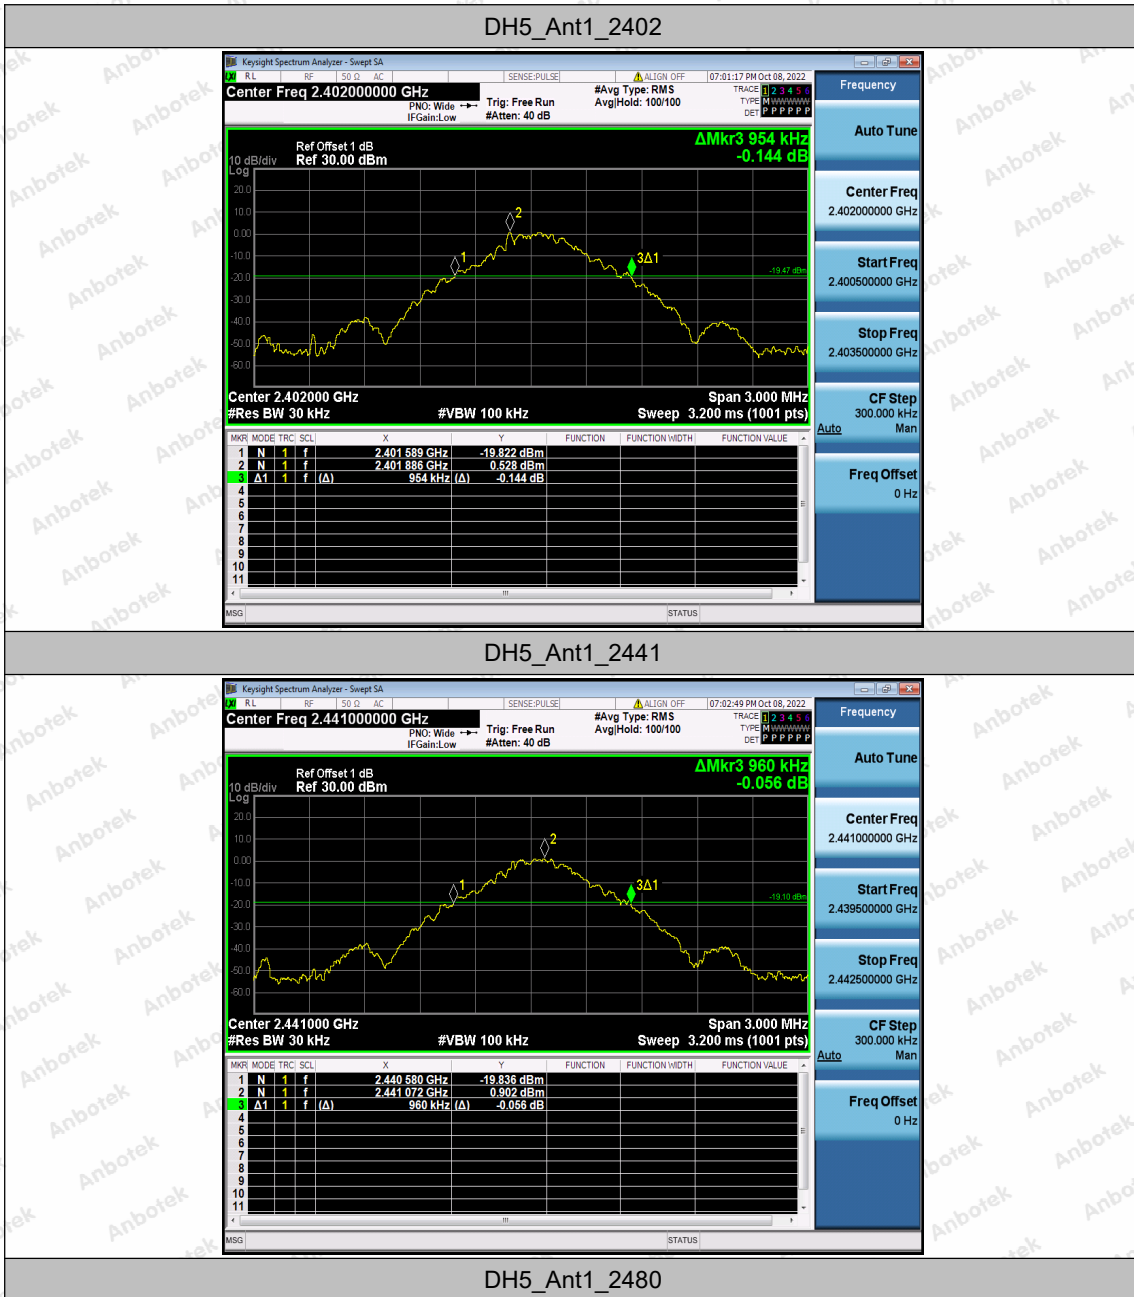 DH5_Ant1_2402
Keysight Spectrum Analyzer - Swept SA
LXI RL RF 50 Ω AC SENSE:PULSE ALIGN OFF 07:01:17 PM Oct 08, 2022
Center Freq 2.402000000 GHz
PNO: Wide
IFGain:Low
Trig: Free Run
#Atten: 40 dB
#Avg Type: RMS
Avg|Hold: 100/100
TRACE 1 2 3 4 5 6
TYPE M W W W W W
DET P P P P P P
Frequency
Auto Tune
Center Freq
2.402000000 GHz
Start Freq
2.400500000 GHz
Stop Freq
2.403500000 GHz
CF Step
300.000 kHz
Auto Man
Freq Offset
0 Hz
ΔMkr3 954 kHz
-0.144 dB
Ref Offset 1 dB
10 dB/div Ref 30.00 dBm
Log
20.0
10.0
0.00
-10.0
-20.0
-30.0
-40.0
-50.0
-60.0
1
2
3Δ1
-19.47 dBm
Center 2.402000 GHz Span 3.000 MHz
#Res BW 30 kHz #VBW 100 kHz Sweep 3.200 ms (1001 pts)
MKR MODE TRC SCL X Y FUNCTION FUNCTION WIDTH FUNCTION VALUE
1 N 1 f 2.401 589 GHz -19.822 dBm
2 N 1 f 2.401 886 GHz 0.528 dBm
3 Δ1 1 f (Δ) 954 kHz (Δ) -0.144 dB
4
5
6
7
8
9
10
11
MSG STATUS
DH5_Ant1_2441
Keysight Spectrum Analyzer - Swept SA
LXI RL RF 50 Ω AC SENSE:PULSE ALIGN OFF 07:02:49 PM Oct 08, 2022
Center Freq 2.441000000 GHz
PNO: Wide
IFGain:Low
Trig: Free Run
#Atten: 40 dB
#Avg Type: RMS
Avg|Hold: 100/100
TRACE 1 2 3 4 5 6
TYPE M W W W W W
DET P P P P P P
Frequency
Auto Tune
Center Freq
2.441000000 GHz
Start Freq
2.439500000 GHz
Stop Freq
2.442500000 GHz
CF Step
300.000 kHz
Auto Man
Freq Offset
0 Hz
ΔMkr3 960 kHz
-0.056 dB
Ref Offset 1 dB
10 dB/div Ref 30.00 dBm
Log
20.0
10.0
0.00
-10.0
-20.0
-30.0
-40.0
-50.0
-60.0
1
2
3Δ1
-19.10 dBm
Center 2.441000 GHz Span 3.000 MHz
#Res BW 30 kHz #VBW 100 kHz Sweep 3.200 ms (1001 pts)
MKR MODE TRC SCL X Y FUNCTION FUNCTION WIDTH FUNCTION VALUE
1 N 1 f 2.440 580 GHz -19.836 dBm
2 N 1 f 2.441 072 GHz 0.902 dBm
3 Δ1 1 f (Δ) 960 kHz (Δ) -0.056 dB
4
5
6
7
8
9
10
11
MSG STATUS
DH5_Ant1_2480
Anbotek